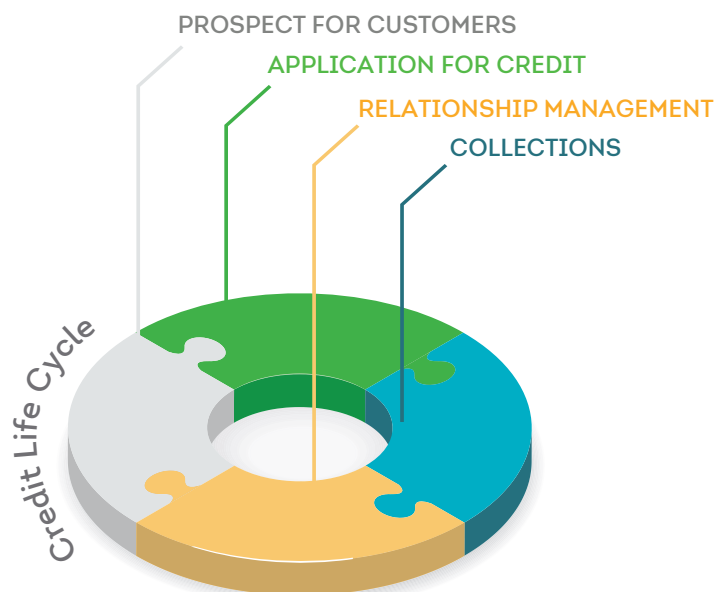 PROSPECT FOR CUSTOMERS
APPLICATION FOR CREDIT
RELATIONSHIP MANAGEMENT
COLLECTIONS
Credit Life Cycle